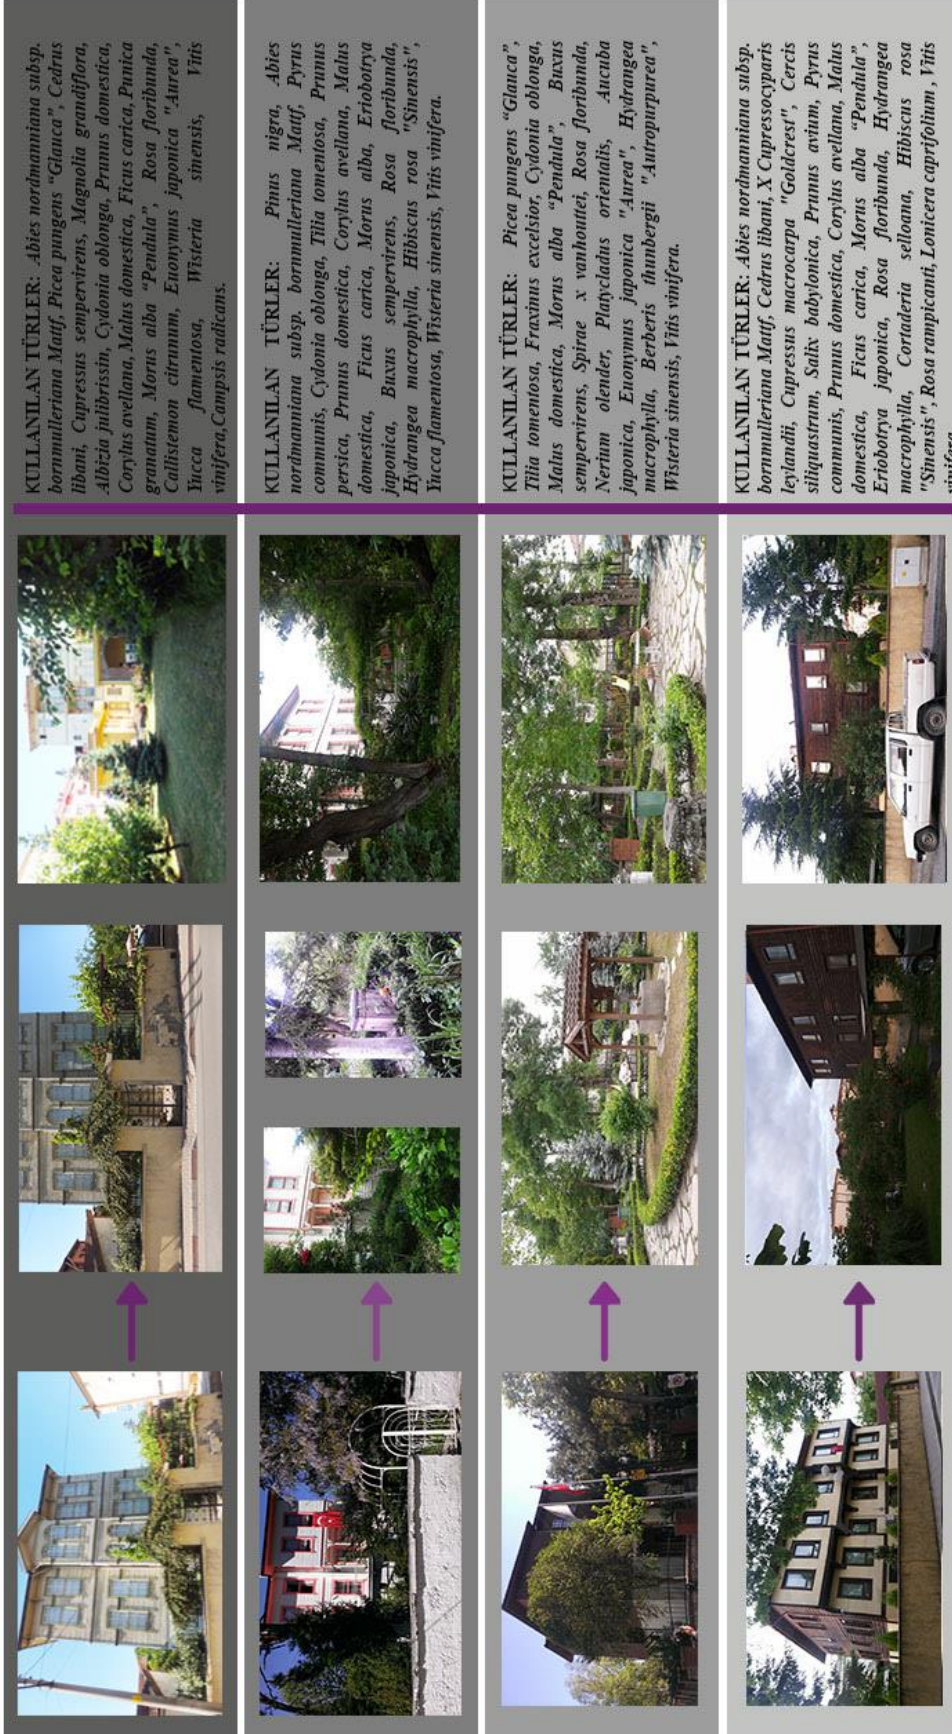 KULLANILAN TÜRLER: Abies nordmanniana subsp.
bornmulleriana Mattf, Picea pungens “Glauca”, Cedrus
libani, Cupressus sempervirens, Magnolia grandiflora,
Albizia julibrissin, Cydonia oblonga, Prunus domestica,
Corylus avellana, Malus domestica, Ficus carica, Punica
granatum, Morus alba “Pendula”, Rosa floribunda,
Callistemon citrunum, Euonymus japonica "Aurea",
Yucca flamentosa, Wisteria sinensis, Vitis
vinifera,Campsis radicans.
KULLANILAN TÜRLER: Pinus nigra, Abies
nordmanniana subsp. bornmulleriana Mattf, Pyrus
communis, Cydonia oblonga, Tilia tomentosa, Prunus
persica, Prunus domestica, Corylus avellana, Malus
domestica, Ficus carica, Morus alba, Eriobotrya
japonica, Buxus sempervirens, Rosa floribunda,
Hydrangea macrophylla, Hibiscus rosa "Sinensis",
Yucca flamentosa, Wisteria sinensis, Vitis vinifera.
KULLANILAN TÜRLER: Picea pungens “Glauca”,
Tilia tomentosa, Fraxinus excelsior, Cydonia oblonga,
Malus domestica, Morus alba “Pendula”, Buxus
sempervirens, Spirae x vanhouttei, Rosa floribunda,
Nerium olender, Platycladus orientalis, Aucuba
japonica, Euonymus japonica "Aurea", Hydrangea
macrophylla, Berberis thunbergii "Autropurpurea",
Wisteria sinensis, Vitis vinifera.
KULLANILAN TÜRLER: Abies nordmanniana subsp.
bornmulleriana Mattf, Cedrus libani, X Cupressocyparis
leylandii, Cupressus macrocarpa "Goldcrest", Cercis
siliquastrum, Salix babylonica, Prunus avium, Pyrus
communis, Prunus domestica, Corylus avellana, Malus
domestica, Ficus carica, Morus alba “Pendula”,
Eriobotry japonica, Rosa floribunda, Hydrangea
macrophylla, Cortaderia selloana, Hibiscus rosa
"Sinensis", Rosa rampicanti, Lonicera caprifolium , Vitis
vinifera